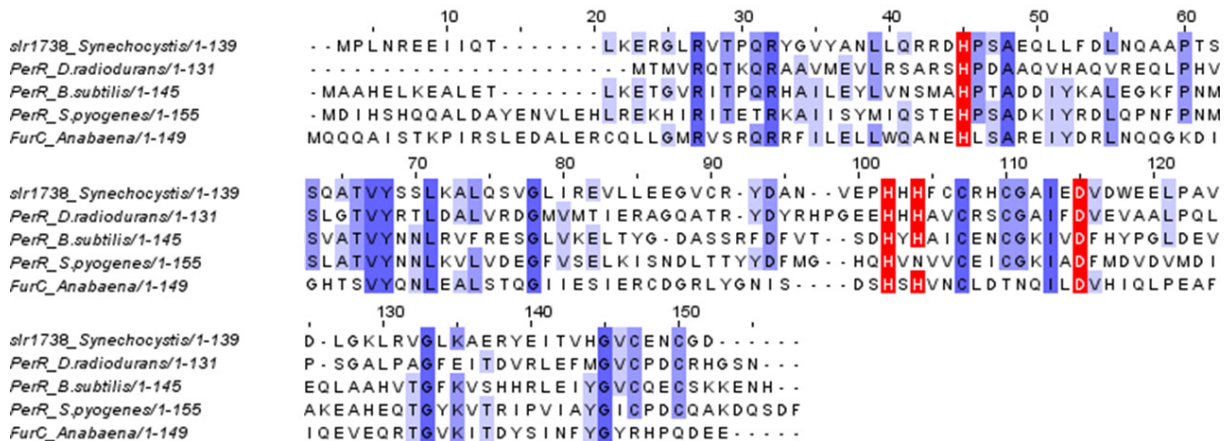 10 20 30 40 50 60
slr1738_Synechocystis/1-139 --MPLNREEIIQT-------LKERGLRVTPQRYGVYANLLQRRDHPSAEQLLFDLNQAAPTS
PerR_D.radiodurans/1-131 ----------------------MTMVRQTKQRAAVMEVLRSARSHPDAAQVHAQVREQLPHV
PerR_B.subtilis/1-145 --MAAHELKEALET------LKETGVRITPQRHAILEYLVNSMAHPTADDIYKALEGKFPNM
PerR_S.pyogenes/1-155 -MDIHSHQQALDAYENVLEHLREKHIRITETRKAIISYMIQSTEHPSADKIYRDLQPNFPNM
FurC_Anabaena/1-149 MQQQAISTKPIRSLEDALERCQLLGMRVSRQRRFILELLWQANEHLSAREIYDRLNQQGKDI
70 80 90 100 110 120
slr1738_Synechocystis/1-139 SQATVYSSLKALQSVGLIREVLLEEGVCR-YDAN--VEPHHHFCCRHCGAIEDVDWEELPAV
PerR_D.radiodurans/1-131 SLGTVYRTLDALVRDGMVMTIERAGQATR-YDYRHPGEEHHHAVCRSCGAIFDVEVAALPQL
PerR_B.subtilis/1-145 SVATVYNNLRVFRESGLVKELTYG-DASSRFDFVT--SDHYHAICENCGKIVDFHYPGLDEV
PerR_S.pyogenes/1-155 SLATVYNNLKVLVDEGFVSELKISNDLTTYYDFMG--HQHVNVVCEICGKIADFMDVDVMDI
FurC_Anabaena/1-149 GHTSVYQNLEALSTQGIIESIERCDGRLYGNIS---DSHSHVNCLDTNQILDVHIQLPEAF
130 140 150
slr1738_Synechocystis/1-139 D-LGKLRVGLKAERYEITVHGVCENCGD------
PerR_D.radiodurans/1-131 P-SGALPAGFEITDVRLEFMGVCPDCRHGSN---
PerR_B.subtilis/1-145 EQLAAHVTGFKVSHHRLEIYGVCQECSKKENH--
PerR_S.pyogenes/1-155 AKEAHEQTGYKVTRIPVIAYGICPDCQAKDQSDF
FurC_Anabaena/1-149 IQEVEQRTGVKITDYSINFYGYRHPQDEE-----